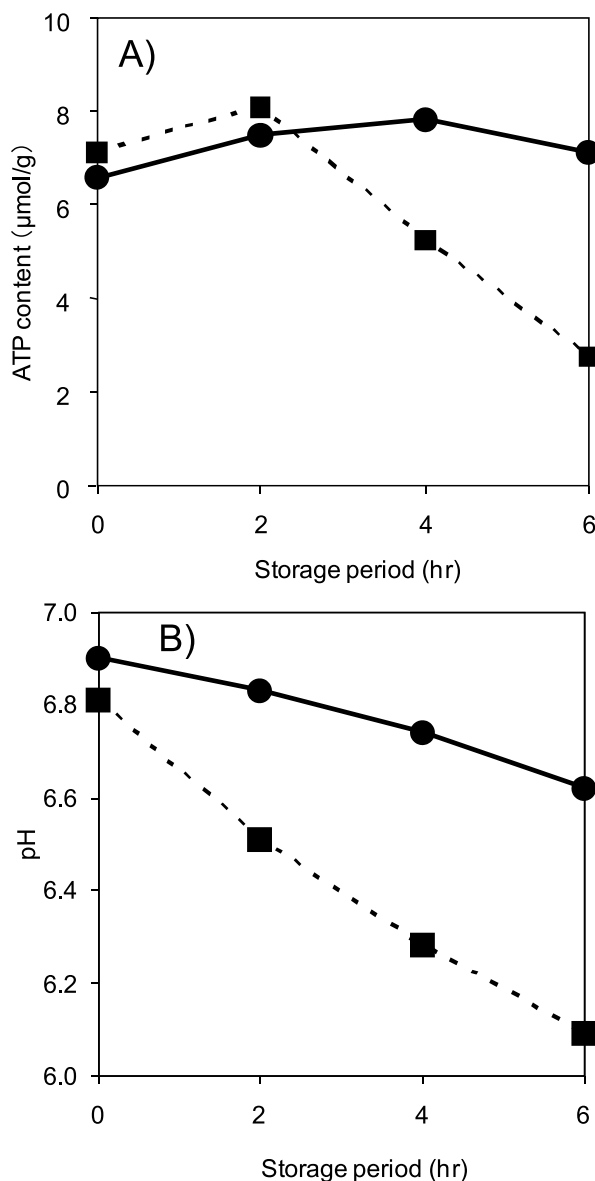 A)
10
8
6
4
2
0
ATP content (μmol/g)
0 2 4 6
Storage period (hr)
B)
7.0
6.8
6.6
6.4
6.2
6.0
pH
0 2 4 6
Storage period (hr)